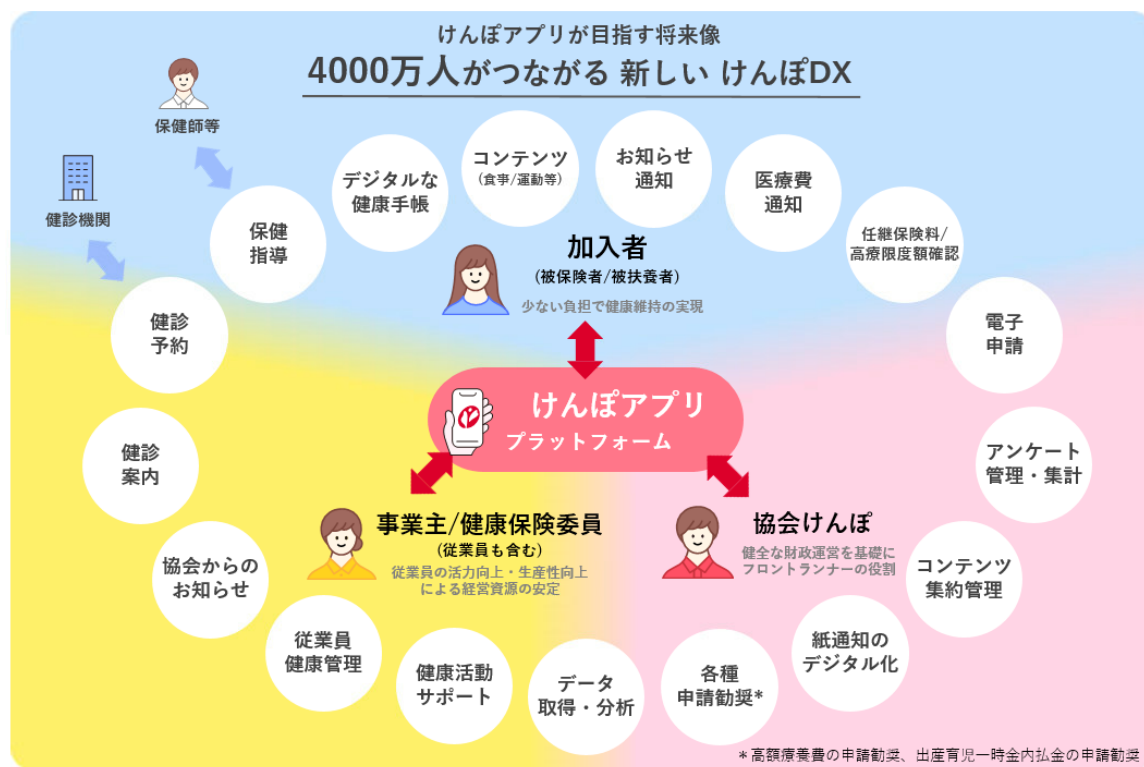 けんぽアプリが目指す将来像
4000万人がつながる 新しい けんぽDX
保健師等
健診機関
保健
指導
デジタルな
健康手帳
コンテンツ
(食事/運動等)
お知らせ
通知
医療費
通知
任継保険料/
高療限度額確認
電子
申請
アンケート
管理・集計
コンテンツ
集約管理
紙通知の
デジタル化
各種
申請勧奨*
データ
取得・分析
健康活動
サポート
従業員
健康管理
協会からの
お知らせ
健診
案内
健診
予約
加入者
(被保険者/被扶養者)
少ない負担で健康維持の実現
けんぽアプリ
プラットフォーム
事業主/健康保険委員
(従業員も含む)
従業員の活力向上・生産性向上
による経営資源の安定
協会けんぽ
健全な財政運営を基礎に
フロントランナーの役割
*高額療養費の申請勧奨、出産育児一時金内払金の申請勧奨